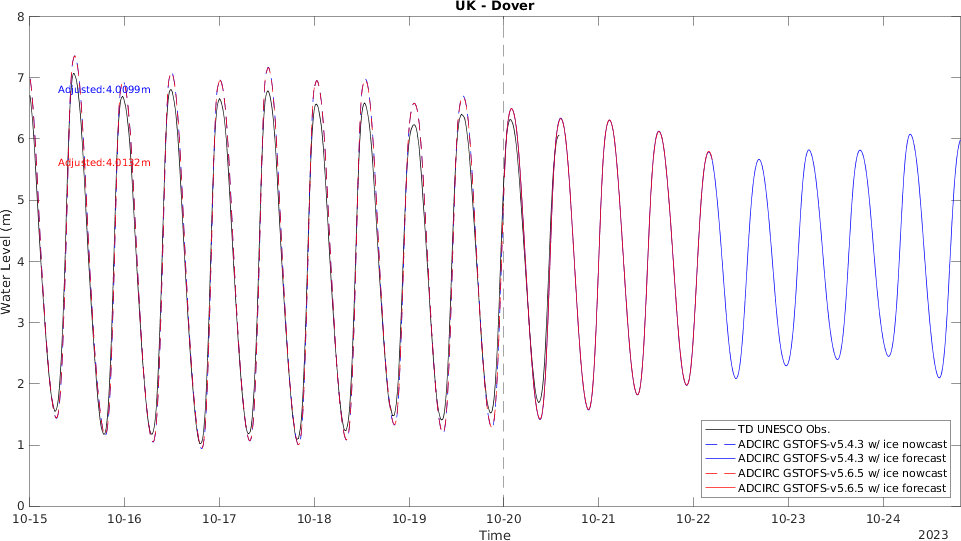 UK - Dover
8
7
6
5
4
3
2
1
0
Water Level (m)
Adjusted:4.0099m
Adjusted:4.0132m
TD UNESCO Obs.
ADCIRC GSTOFS-v5.4.3 w/ ice nowcast
ADCIRC GSTOFS-v5.4.3 w/ ice forecast
ADCIRC GSTOFS-v5.6.5 w/ ice nowcast
ADCIRC GSTOFS-v5.6.5 w/ ice forecast
10-15 10-16 10-17 10-18 10-19 10-20 10-21 10-22 10-23 10-24
Time
2023